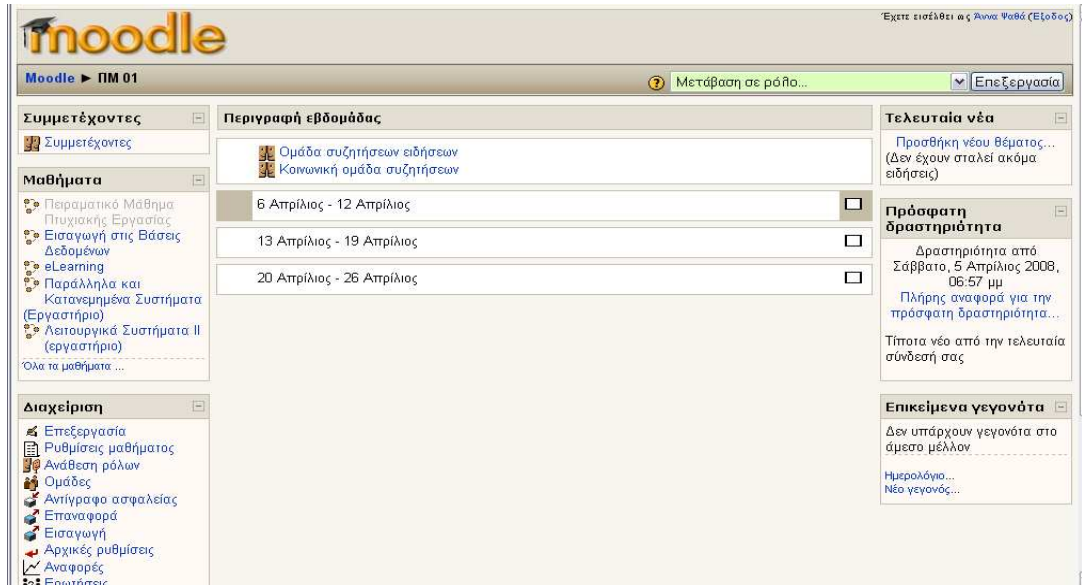 moodle
Έχετε εισέλθει ως Άννα Ψαθά (Έξοδος)
Moodle ► ΠΜ 01
Μετάβαση σε ρόλο...
Επεξεργασία
Συμμετέχοντες
Συμμετέχοντες
Μαθήματα
Πειραματικό Μάθημα
Πτυχιακής Εργασίας
Εισαγωγή στις Βάσεις
Δεδομένων
eLearning
Παράλληλα και
Κατανεμημένα Συστήματα
(Εργαστήριο)
Λειτουργικά Συστήματα ΙΙ
(εργαστήριο)
Όλα τα μαθήματα ...
Διαχείριση
Επεξεργασία
Ρυθμίσεις μαθήματος
Ανάθεση ρόλων
Ομάδες
Αντίγραφο ασφαλείας
Επαναφορά
Εισαγωγή
Αρχικές ρυθμίσεις
Αναφορές
Ερωτήσεις
Περιγραφή εβδομάδας
Ομάδα συζητήσεων ειδήσεων
Κοινωνική ομάδα συζητήσεων
6 Απρίλιος - 12 Απρίλιος
13 Απρίλιος - 19 Απρίλιος
20 Απρίλιος - 26 Απρίλιος
Τελευταία νέα
Προσθήκη νέου θέματος...
(Δεν έχουν σταλεί ακόμα
ειδήσεις)
Πρόσφατη
δραστηριότητα
Δραστηριότητα από
Σάββατο, 5 Απρίλιος 2008,
06:57 μμ
Πλήρης αναφορά για την
πρόσφατη δραστηριότητα...
Τίποτα νέο από την τελευταία
σύνδεσή σας
Επικείμενα γεγονότα
Δεν υπάρχουν γεγονότα στο
άμεσο μέλλον
Ημερολόγιο...
Νέο γεγονός...